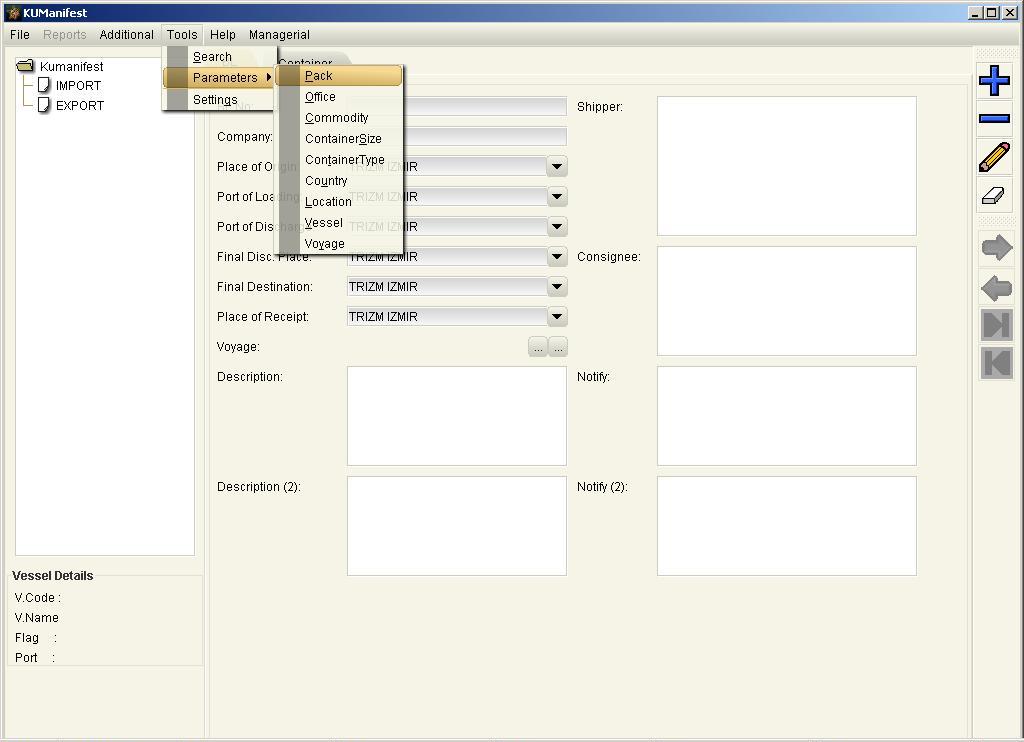 KUManifest
File Reports Additional Tools Help Managerial
Kumanifest
IMPORT
EXPORT
Search
Parameters
Settings
Container
Pack
Office
Commodity
ContainerSize
ContainerType
Country
Location
Vessel
Voyage
Shipper:
Company:
Place of Origin: TRIZM IZMIR
Port of Loading: TRIZM IZMIR
Port of Discharge: TRIZM IZMIR
Final Disc. Place: TRIZM IZMIR Consignee:
Final Destination: TRIZM IZMIR
Place of Receipt: TRIZM IZMIR
Voyage: ... ...
Description: Notify:
Description (2): Notify (2):
Vessel Details
V.Code :
V.Name
Flag :
Port :